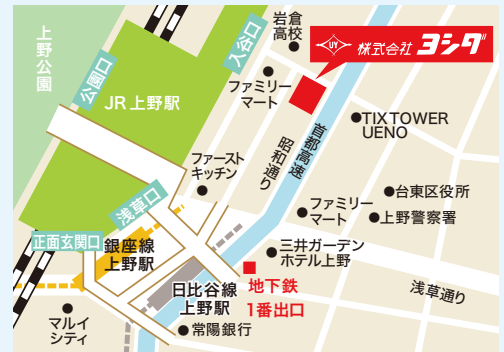 上野公園
公園口
JR上野駅
入谷口
岩倉
高校
UY
株式会社 ヨシダ
ファミリー
マート
TIX TOWER
UENO
首都高速
昭和通り
ファースト
キッチン
浅草口
正面玄関口
銀座線
上野駅
日比谷線
上野駅
台東区役所
ファミリー
マート
上野警察署
三井ガーデン
ホテル上野
地下鉄
1番出口
浅草通り
マルイ
シティ
常陽銀行